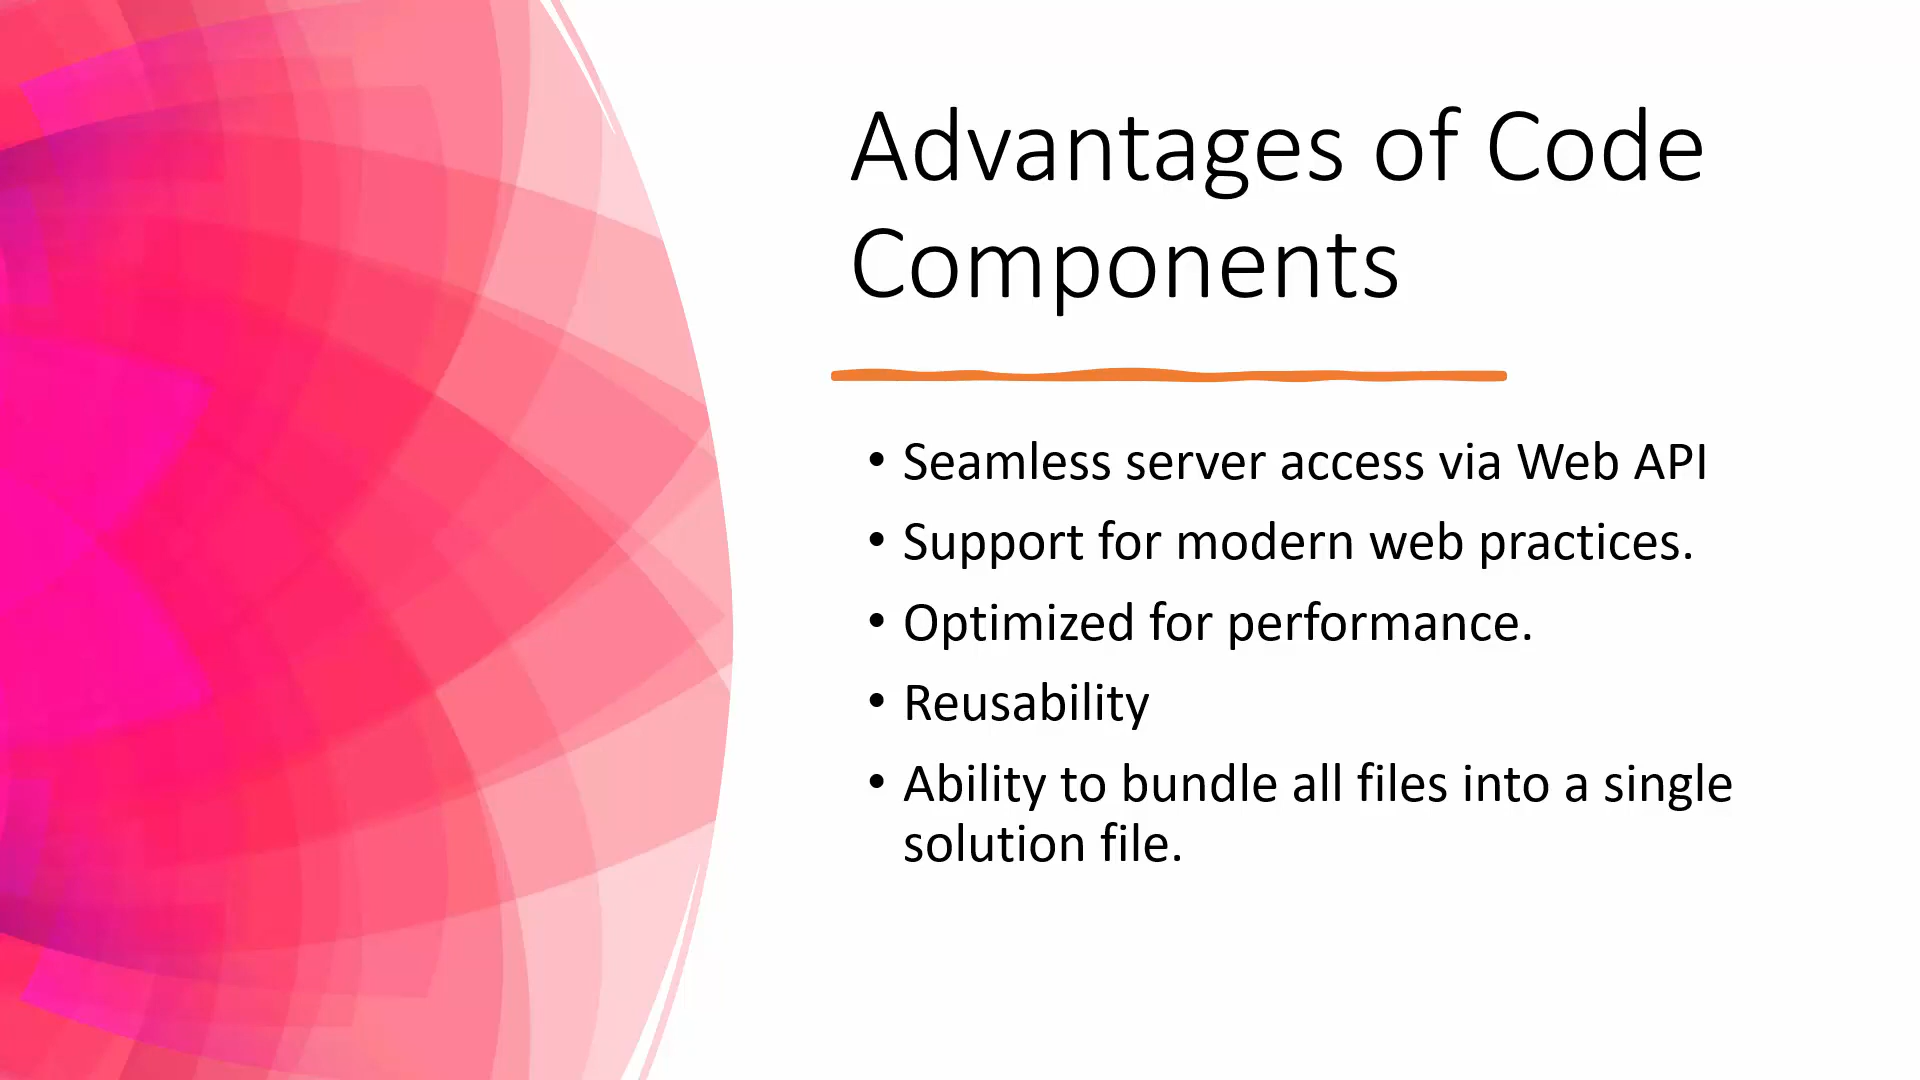 Advantages of Code
Components
• Seamless server access via Web API
• Support for modern web practices.
• Optimized for performance.
• Reusability
• Ability to bundle all files into a single
solution file.